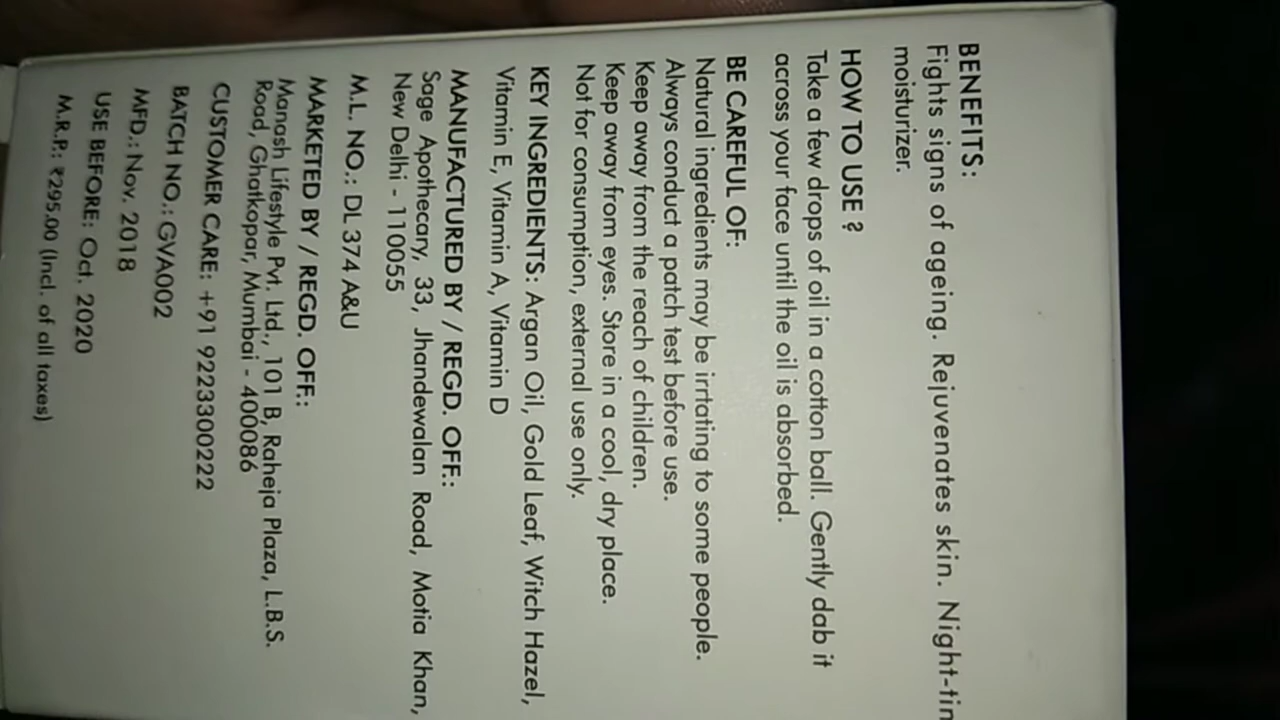 BENEFITS:
Fights signs of ageing. Rejuvenates skin.
moisturizer.
HOW TO USE ?
Take a few drops of oil in a cotton ball. Gently dab it
across your face until the oil is absorbed.
BE CAREFUL OF:
Natural ingredients may be irrtating to some people.
Always conduct a patch test before use.
Keep away from the reach of children.
Keep away from eyes. Store in a cool, dry place.
Not for consumption, external use only.
KEY INGREDIENTS: Argan Oil, Gold Leaf, Witch Hazel,
Vitamin E, Vitamin A, Vitamin D
MANUFACTURED BY / REGD. OFF.:
Sage Apothecary, 33, Jhandewalan Road, Motia Khan,
New Delhi - 110055
M.L. NO.: DL 374 A&U
MARKETED BY / REGD. OFF.:
Manash Lifestyle Pvt. Ltd., 101 B, Raheja Plaza, L.B.S.
Road, Ghatkopar, Mumbai - 400086
CUSTOMER CARE: +91 9223300222
BATCH NO.: GVA002
MFD.: Nov. 2018
USE BEFORE: Oct. 2020
M.R.P.: ₹295.00 (Incl. of all taxes)